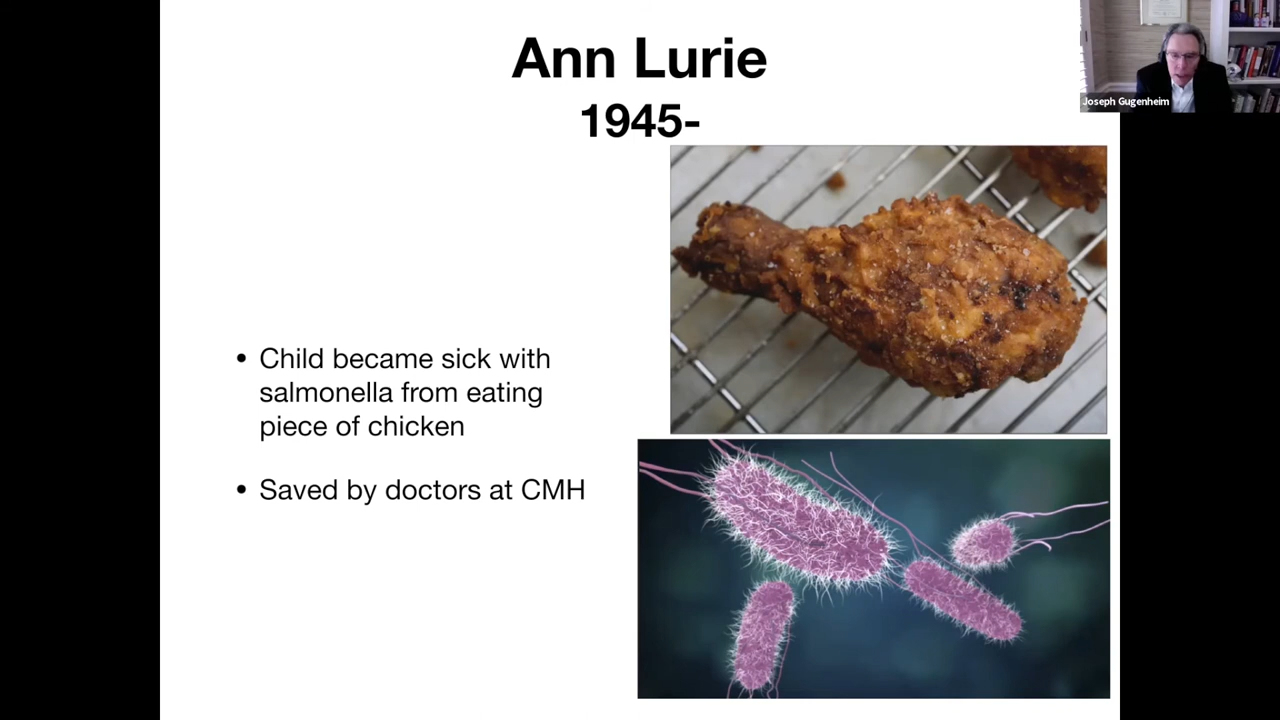 Ann Lurie
1945-
Joseph Gugenheim
• Child became sick with
salmonella from eating
piece of chicken
• Saved by doctors at CMH